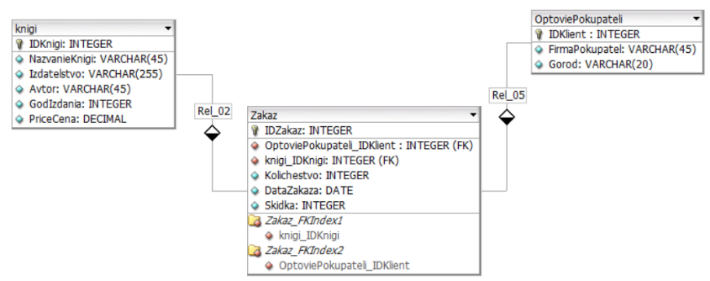 knigi
IDKnigi: INTEGER
NazvanieKnigi: VARCHAR(45)
Izdatelstvo: VARCHAR(255)
Avtor: VARCHAR(45)
GodIzdania: INTEGER
PriceCena: DECIMAL
Rel_02
Zakaz
IDZakaz: INTEGER
OptoviePokupateli_IDKlient : INTEGER (FK)
knigi_IDKnigi: INTEGER (FK)
Kolichestvo: INTEGER
DataZakaza: DATE
Skidka: INTEGER
Zakaz_FKIndex1
knigi_IDKnigi
Zakaz_FKIndex2
OptoviePokupateli_IDKlient
Rel_05
OptoviePokupateli
IDKlient : INTEGER
FirmaPokupatel: VARCHAR(45)
Gorod: VARCHAR(20)